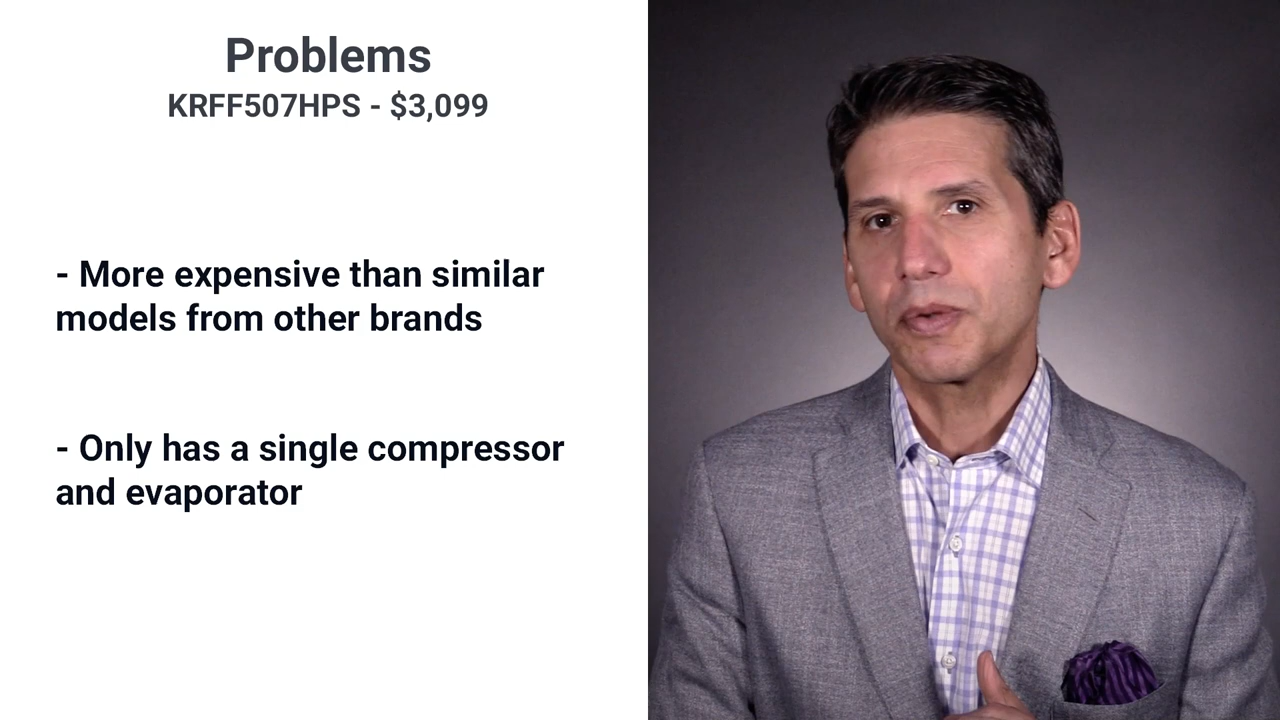 Problems
KRFF507HPS - $3,099
- More expensive than similar
models from other brands
- Only has a single compressor
and evaporator